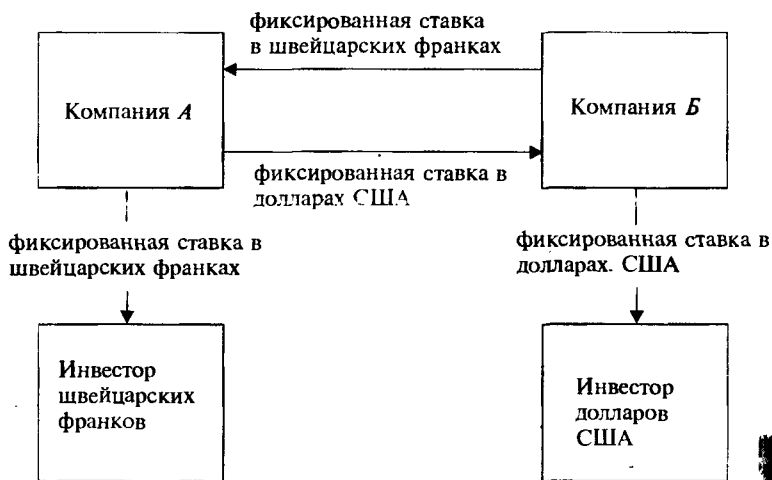 фиксированная ставка
в швейцарских франках
Компания А
Компания Б
фиксированная ставка в
долларах США
фиксированная ставка в
швейцарских франках
фиксированная ставка в
долларах. США
Инвестор
швейцарских
франков
Инвестор
долларов
США